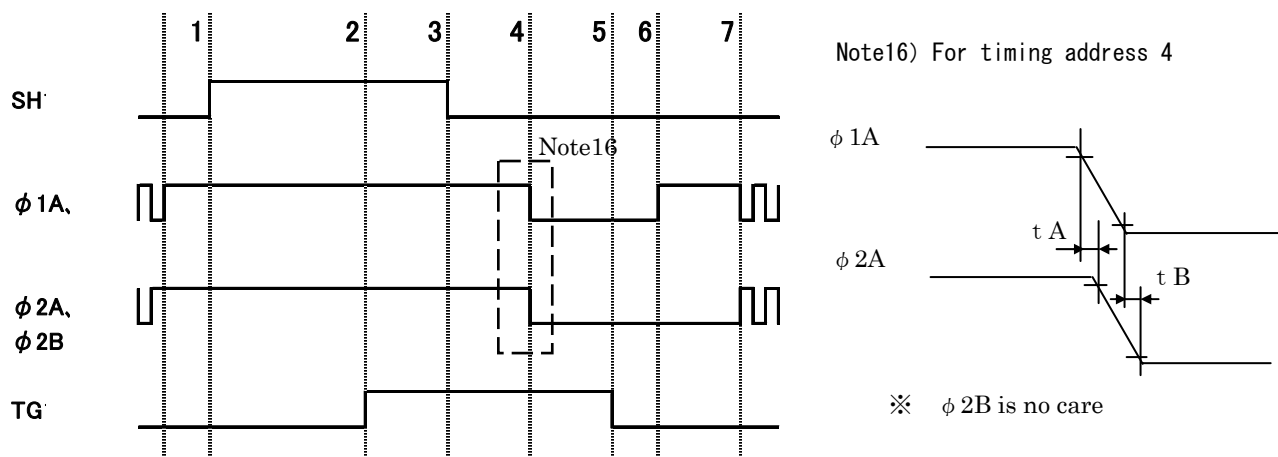 1 2 3 4 5 6 7
SH
Note16
φ1A、
φ2A、
φ2B
TG
Note16) For timing address 4
φ1A
tA
φ2A
tB
※ φ2B is no care